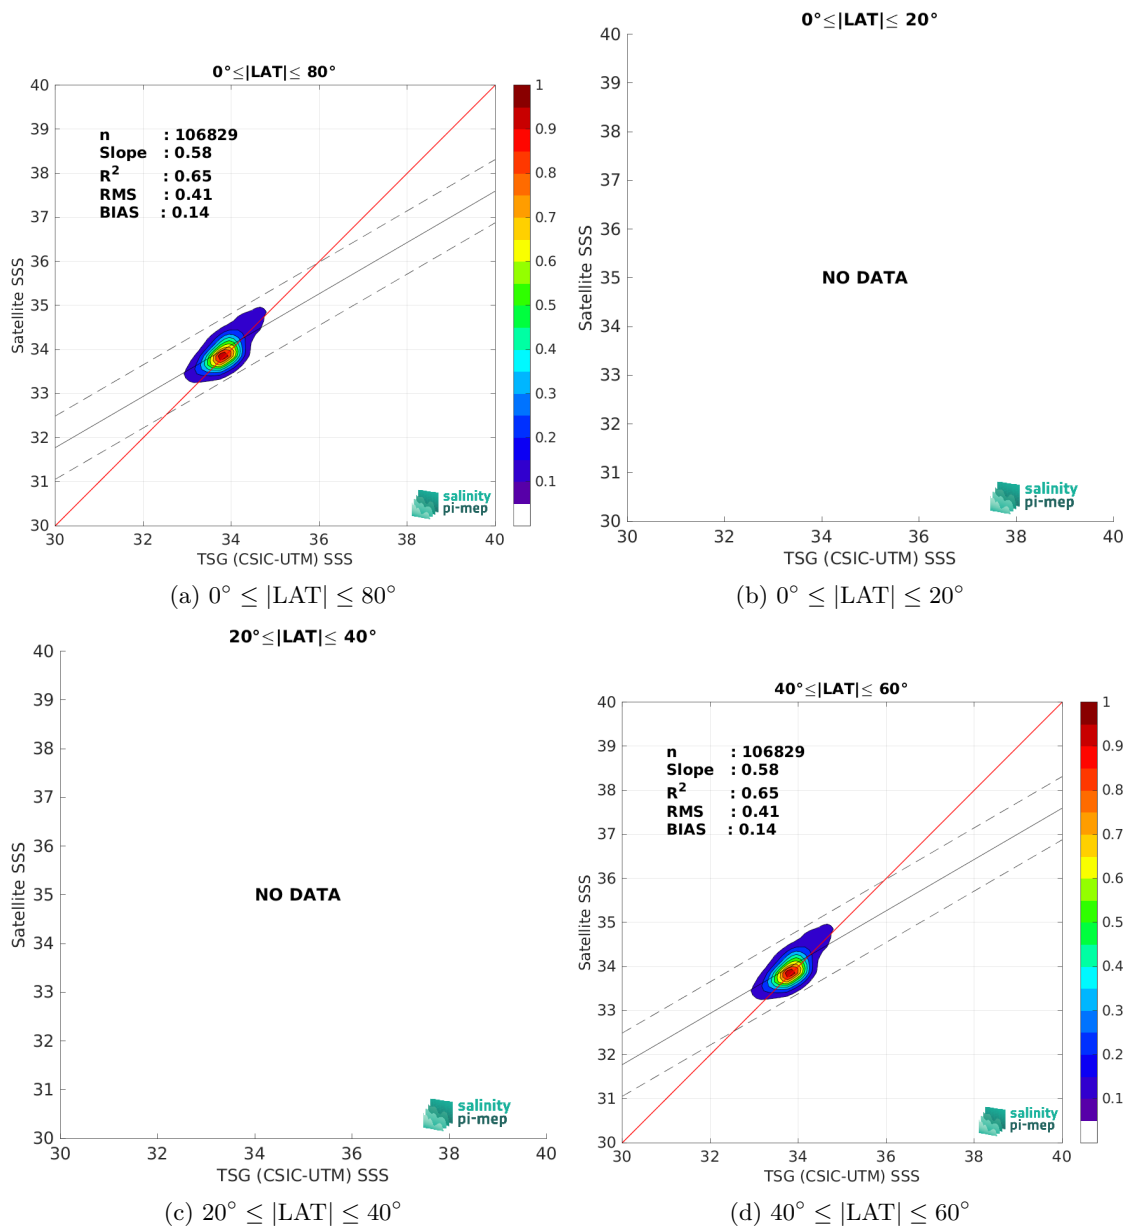 0°≤|LAT|≤ 80°
40
39
38
37
36
35
34
33
32
31
30
Satellite SSS
n : 106829
Slope : 0.58
R² : 0.65
RMS : 0.41
BIAS : 0.14
1
0.9
0.8
0.7
0.6
0.5
0.4
0.3
0.2
0.1
salinity
pi-mep
30 32 34 36 38 40
TSG (CSIC-UTM) SSS
(a) 0° ≤ |LAT| ≤ 80°
0°≤|LAT|≤ 20°
40
39
38
37
36
35
34
33
32
31
30
Satellite SSS
NO DATA
salinity
pi-mep
30 32 34 36 38 40
TSG (CSIC-UTM) SSS
(b) 0° ≤ |LAT| ≤ 20°
20°≤|LAT|≤ 40°
40
39
38
37
36
35
34
33
32
31
30
Satellite SSS
NO DATA
salinity
pi-mep
30 32 34 36 38 40
TSG (CSIC-UTM) SSS
(c) 20° ≤ |LAT| ≤ 40°
40°≤|LAT|≤ 60°
40
39
38
37
36
35
34
33
32
31
30
Satellite SSS
n : 106829
Slope : 0.58
R² : 0.65
RMS : 0.41
BIAS : 0.14
1
0.9
0.8
0.7
0.6
0.5
0.4
0.3
0.2
0.1
salinity
pi-mep
30 32 34 36 38 40
TSG (CSIC-UTM) SSS
(d) 40° ≤ |LAT| ≤ 60°